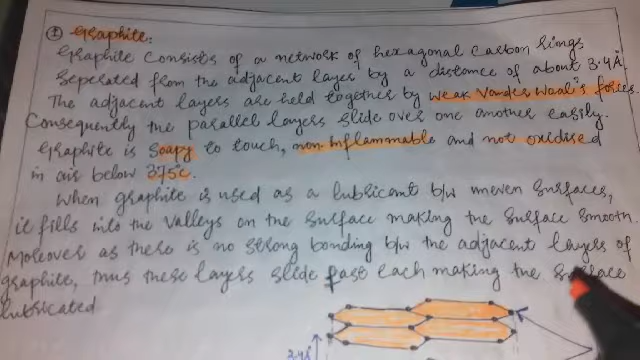 ① Graphite:
Graphite consists of a network of hexagonal carbon rings
seperated from the adjacent layer by a distance of about 3.4Å.
The adjacent layers are held together by weak Vander Waal's forces.
Consequently the parallel layers slide over one another easily.
Graphite is soapy to touch, non inflammable and not oxidised
in air below 375°C.
When graphite is used as a lubricant b/w uneven surfaces,
it fills into the valleys on the surface making the surface smooth.
Moreover as there is no strong bonding b/w the adjacent layers of
graphite, thus these layers slide past each making the surface
lubricated
3.4Å